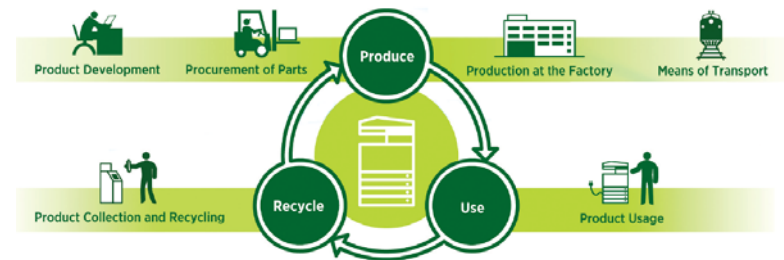 Product Development
Procurement of Parts
Produce
Production at the Factory
Means of Transport
Product Collection and Recycling
Recycle
Use
Product Usage